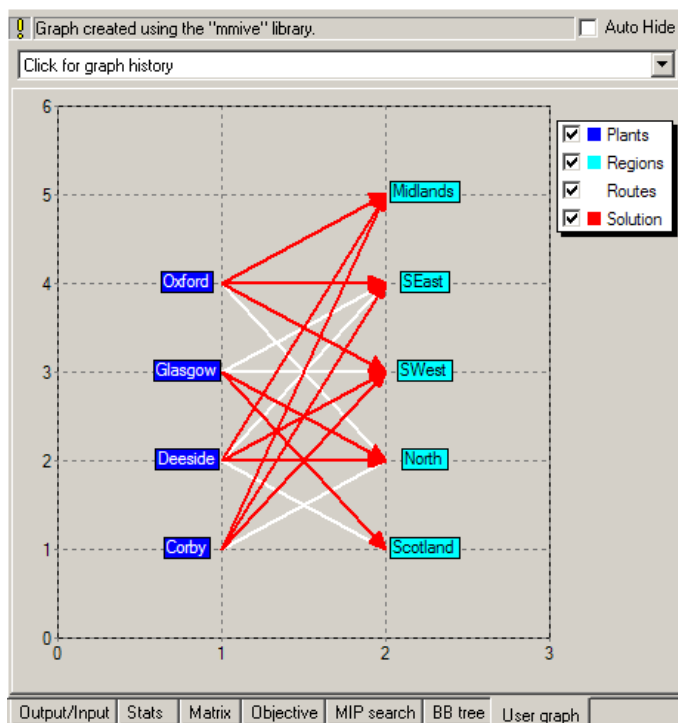 Graph created using the "mmive" library.
Auto Hide
Click for graph history
6
5
4
3
2
1
0
0 1 2 3
Midlands
Oxford SEast
Glasgow SWest
Deeside North
Corby Scotland
Plants
Regions
Routes
Solution
Output/Input Stats Matrix Objective MIP search BB tree User graph